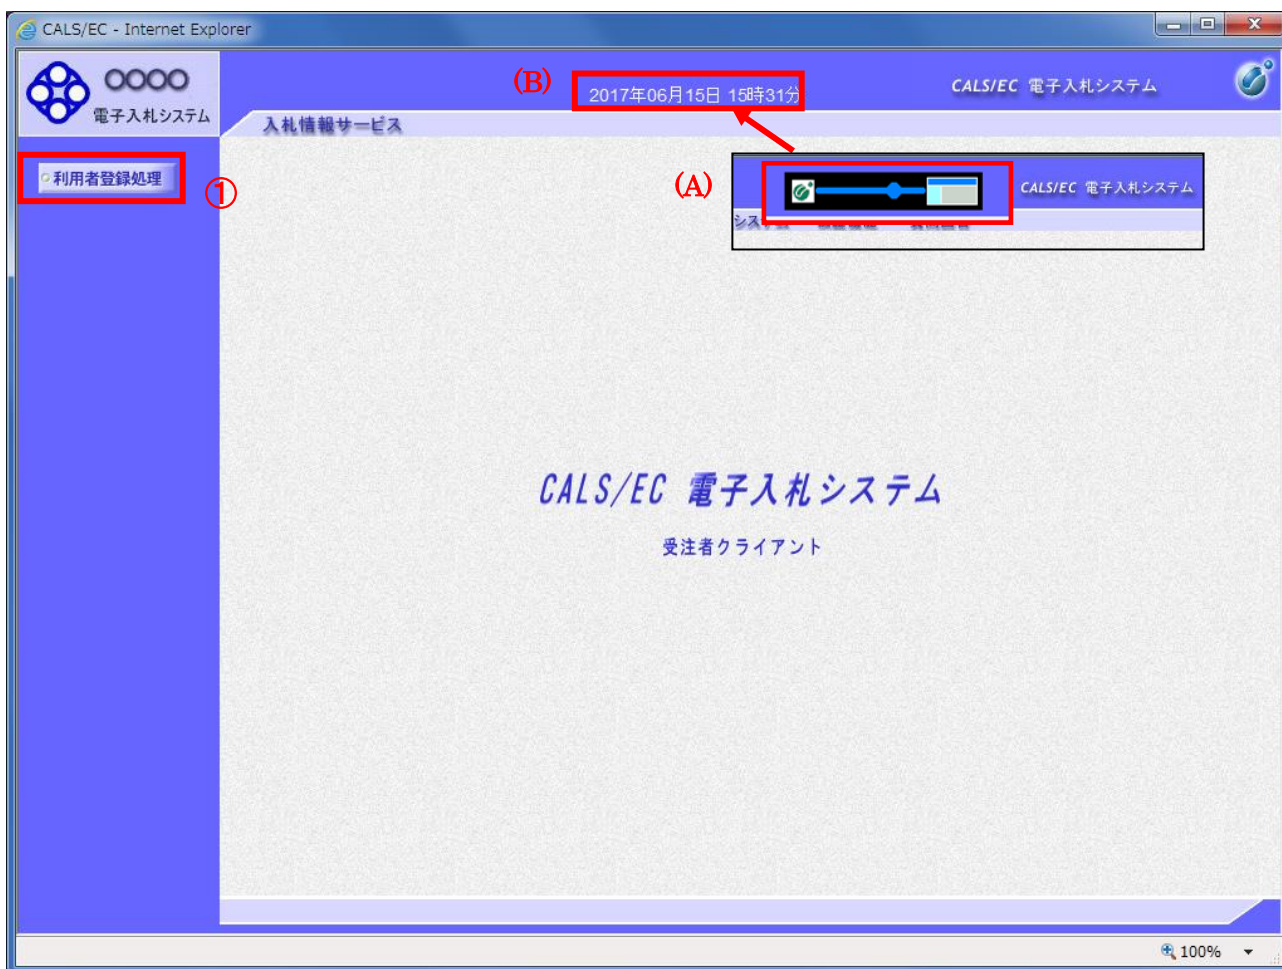 CALS/EC - Internet Explorer
○○○○
電子入札システム
(B)
2017年06月15日 15時31分
CALS/EC 電子入札システム
入札情報サービス
利用者登録処理
①
(A)
CALS/EC 電子入札システム
CALS/EC 電子入札システム
受注者クライアント
100%